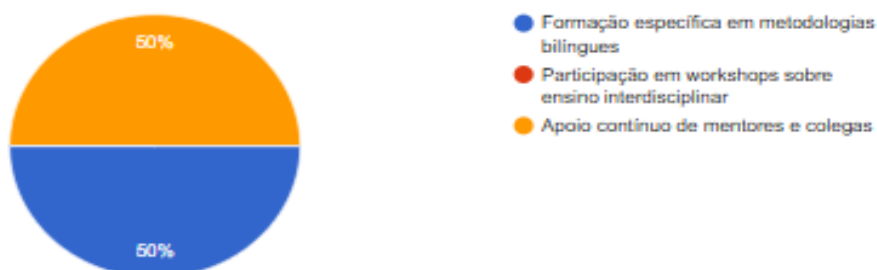 50%
50%
Formação específica em metodologias
bilíngues
Participação em workshops sobre
ensino interdisciplinar
Apoio contínuo de mentores e colegas